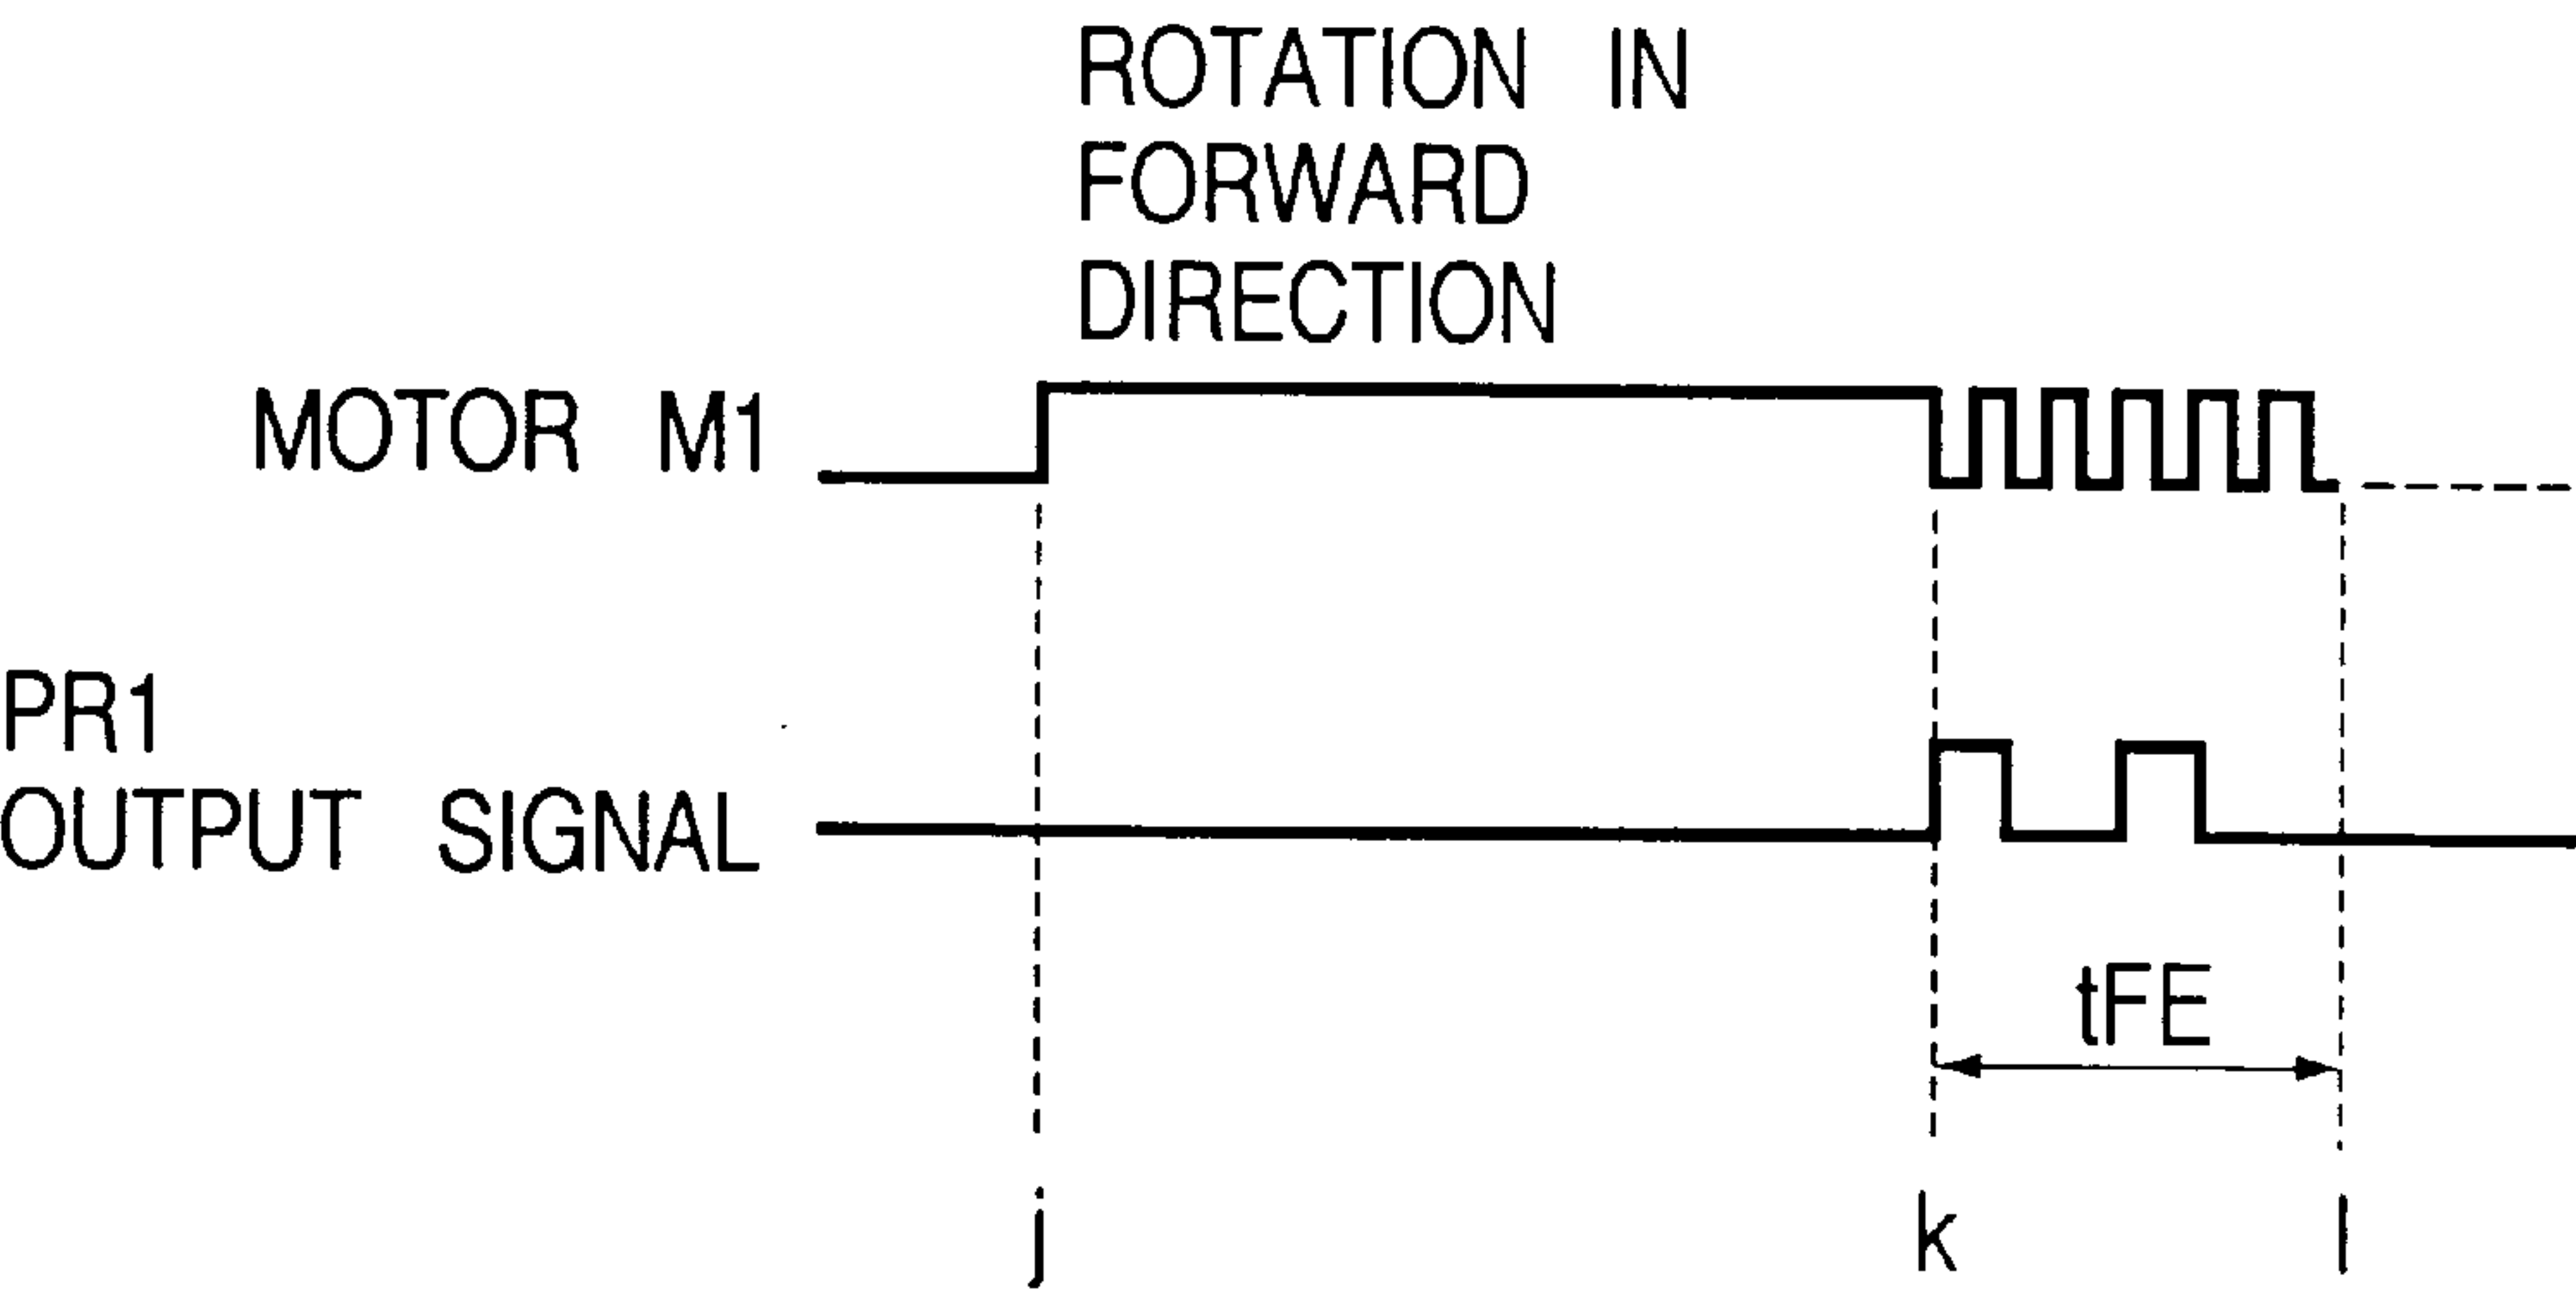 ROTATION IN
FORWARD
DIRECTION
MOTOR M1
PR1
OUTPUT SIGNAL
tFE
j k l